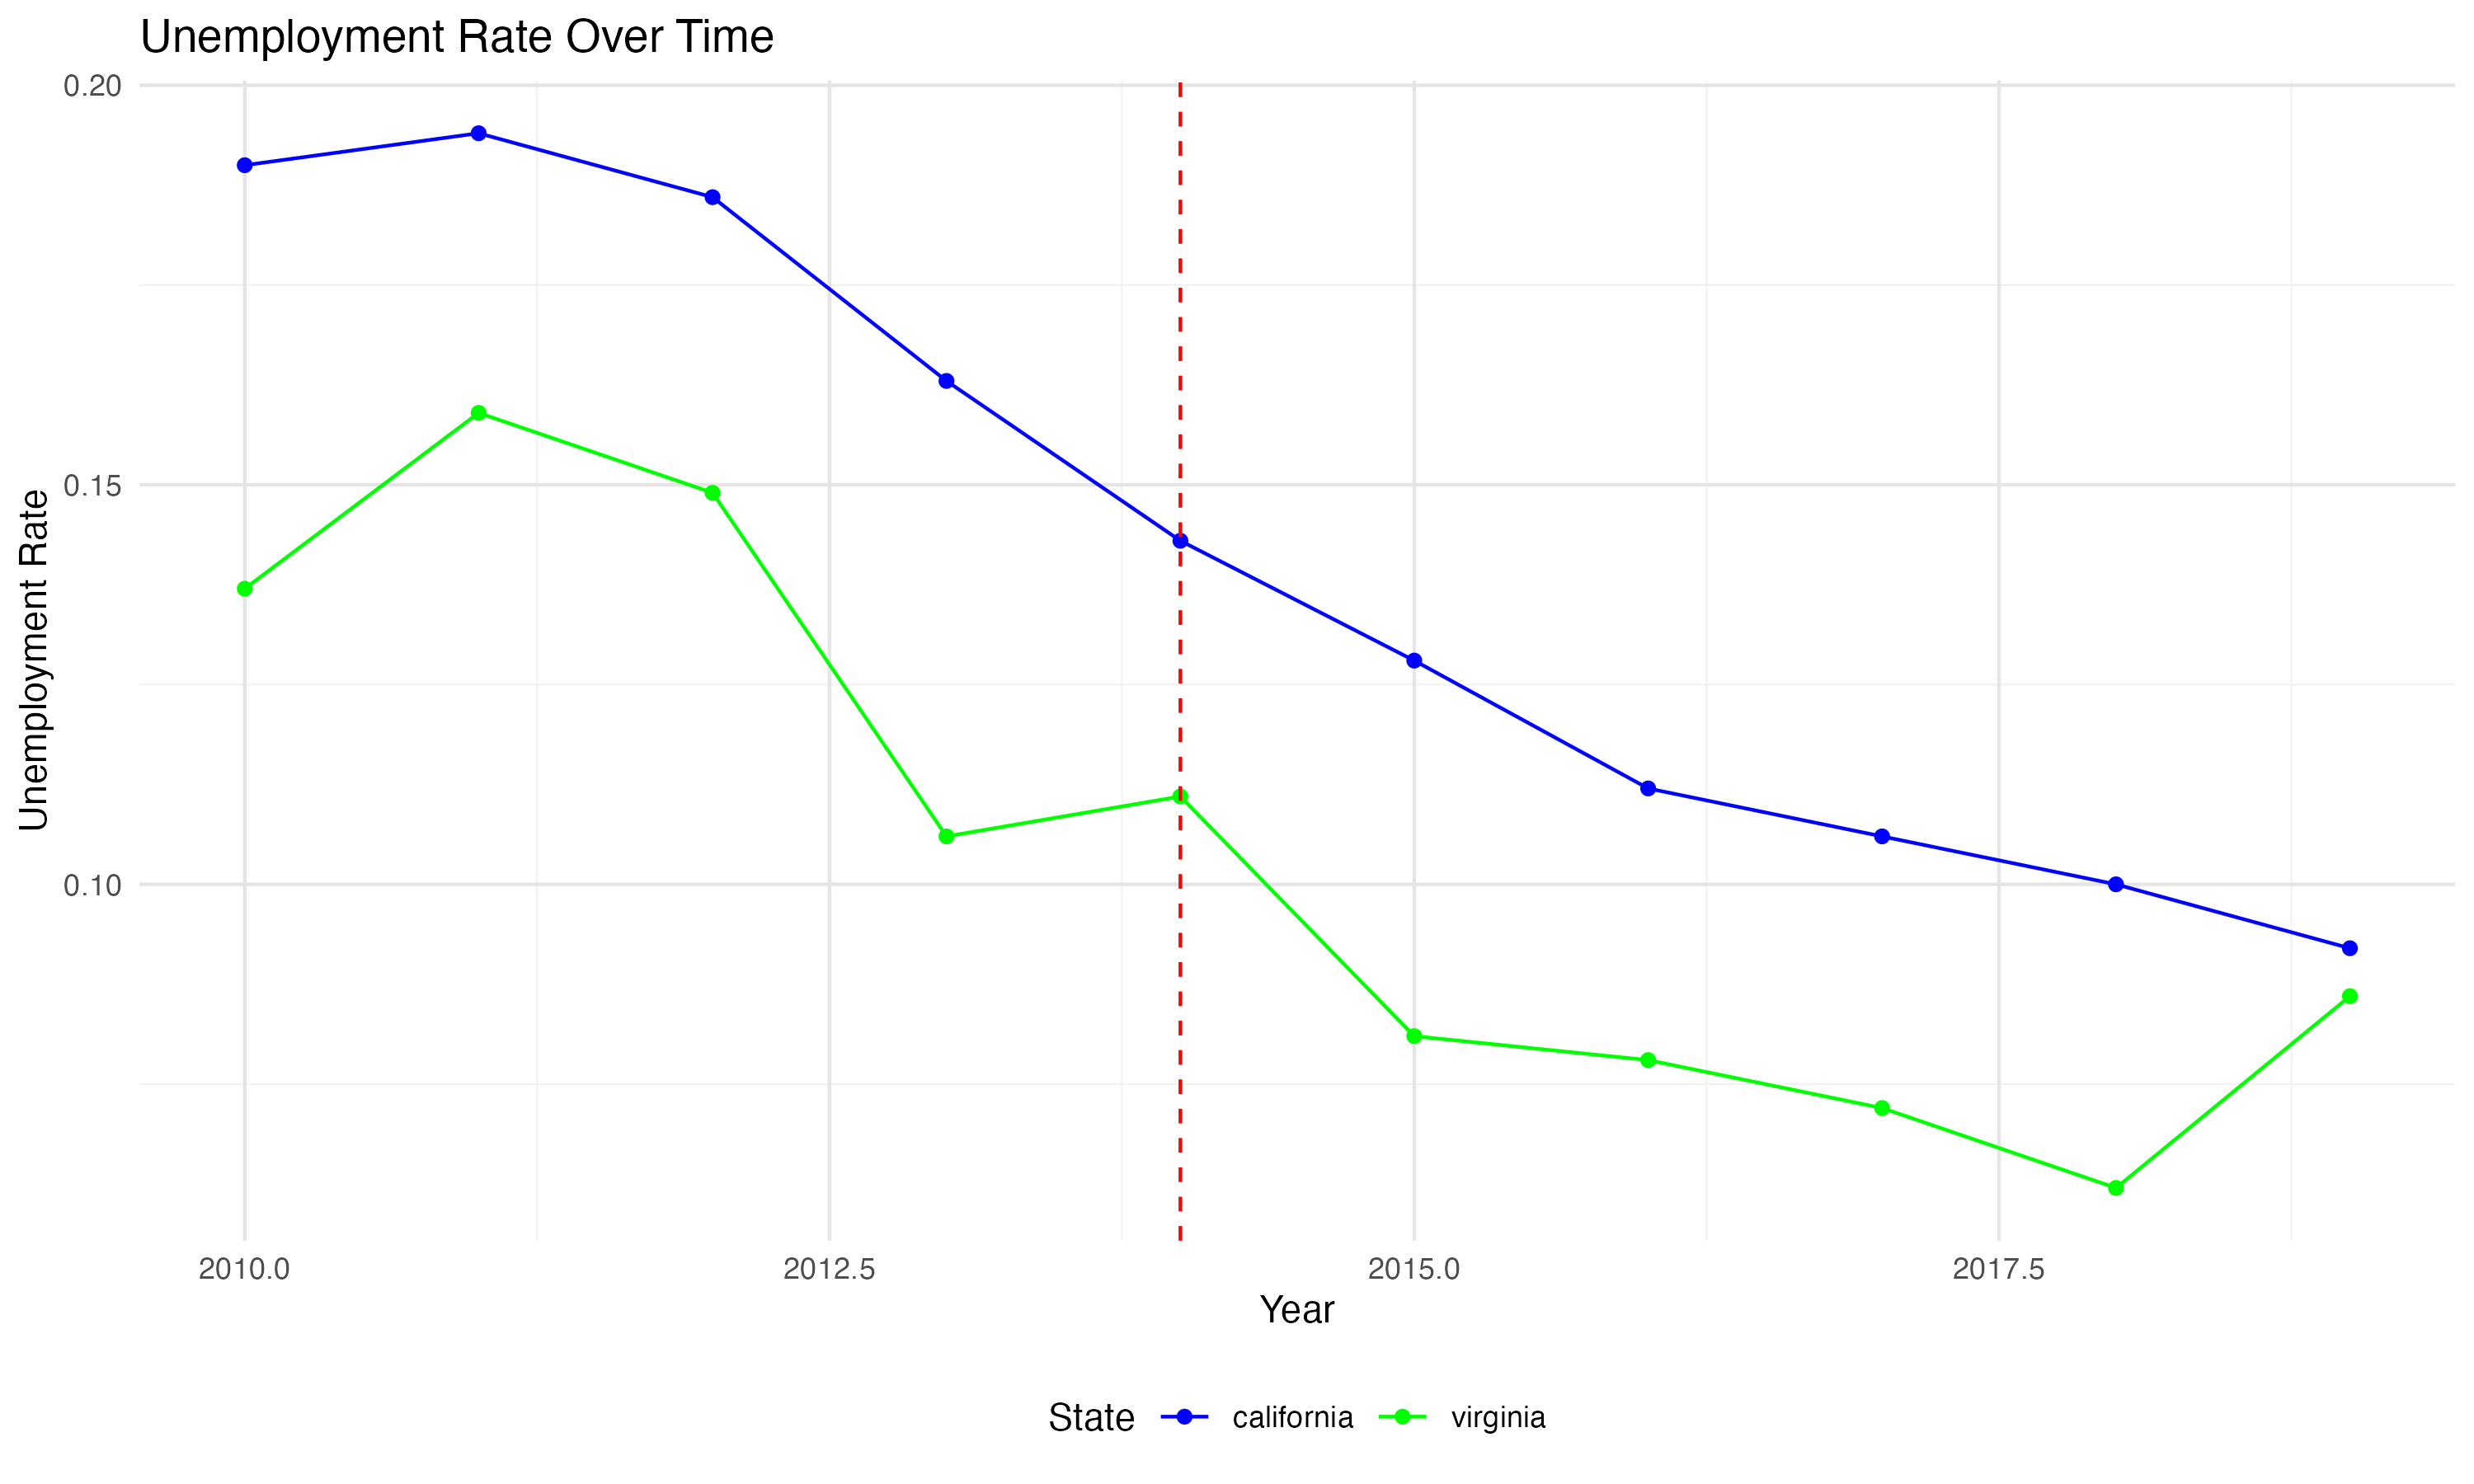 Unemployment Rate Over Time
0.20
0.15
0.10
Unemployment Rate
2010.0 2012.5 2015.0 2017.5
Year
State california virginia